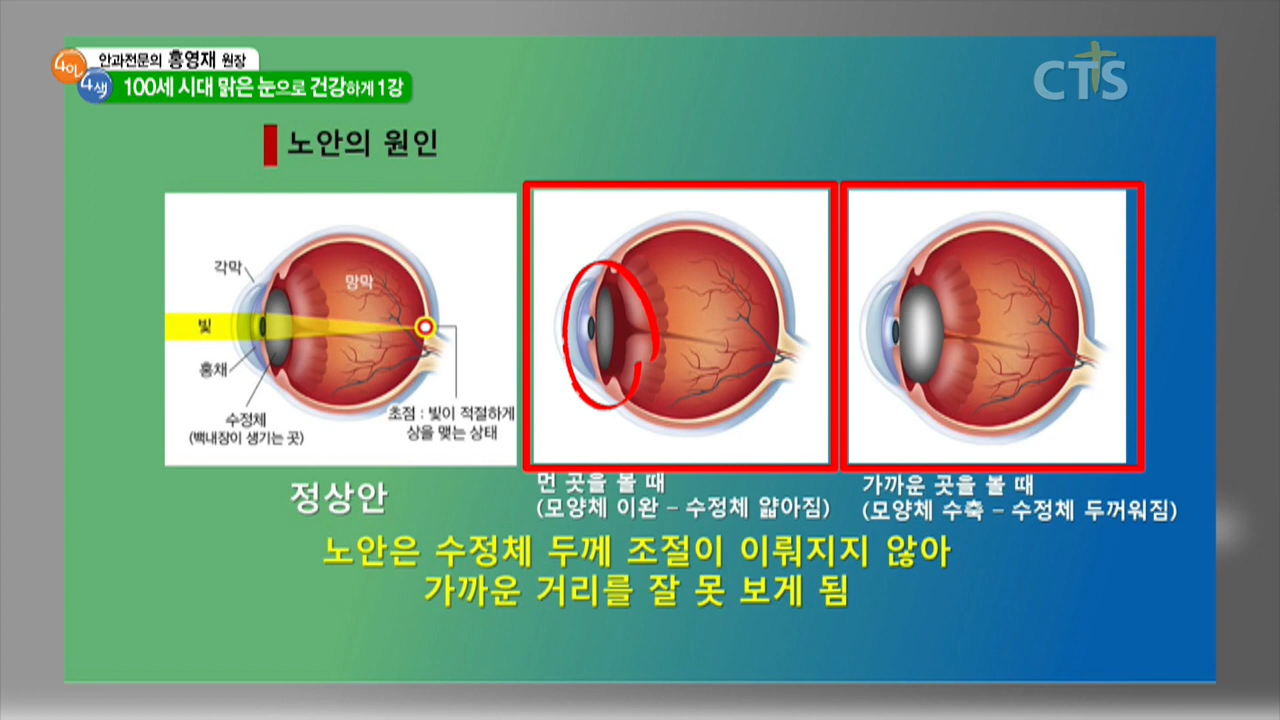 4인
4색
안과전문의 홍영재 원장
100세 시대 맑은 눈으로 건강하게 1강
CTS
노안의 원인
각막
망막
빛
홍채
수정체
(백내장이 생기는 곳)
초점 : 빛이 적절하게
상을 맺는 상태
정상안
먼 곳을 볼 때
(모양체 이완 - 수정체 얇아짐)
가까운 곳을 볼 때
(모양체 수축 - 수정체 두꺼워짐)
노안은 수정체 두께 조절이 이뤄지지 않아
가까운 거리를 잘 못 보게 됨